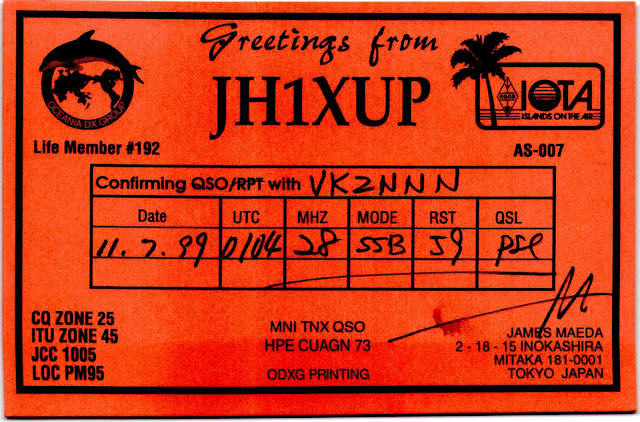 Greetings from
JH1XUP
OCEANIA DX GROUP
RSGB
IOTA
ISLANDS ON THE AIR
Life Member #192
AS-007
Confirming QSO/RPT with VK2NNN
Date UTC MHZ MODE RST QSL
11.7.99 0104 28 SSB 59 pse
CQ ZONE 25
ITU ZONE 45
JCC 1005
LOC PM95
MNI TNX QSO
HPE CUAGN 73
ODXG PRINTING
JAMES MAEDA
2-18-15 INOKASHIRA
MITAKA 181-0001
TOKYO JAPAN